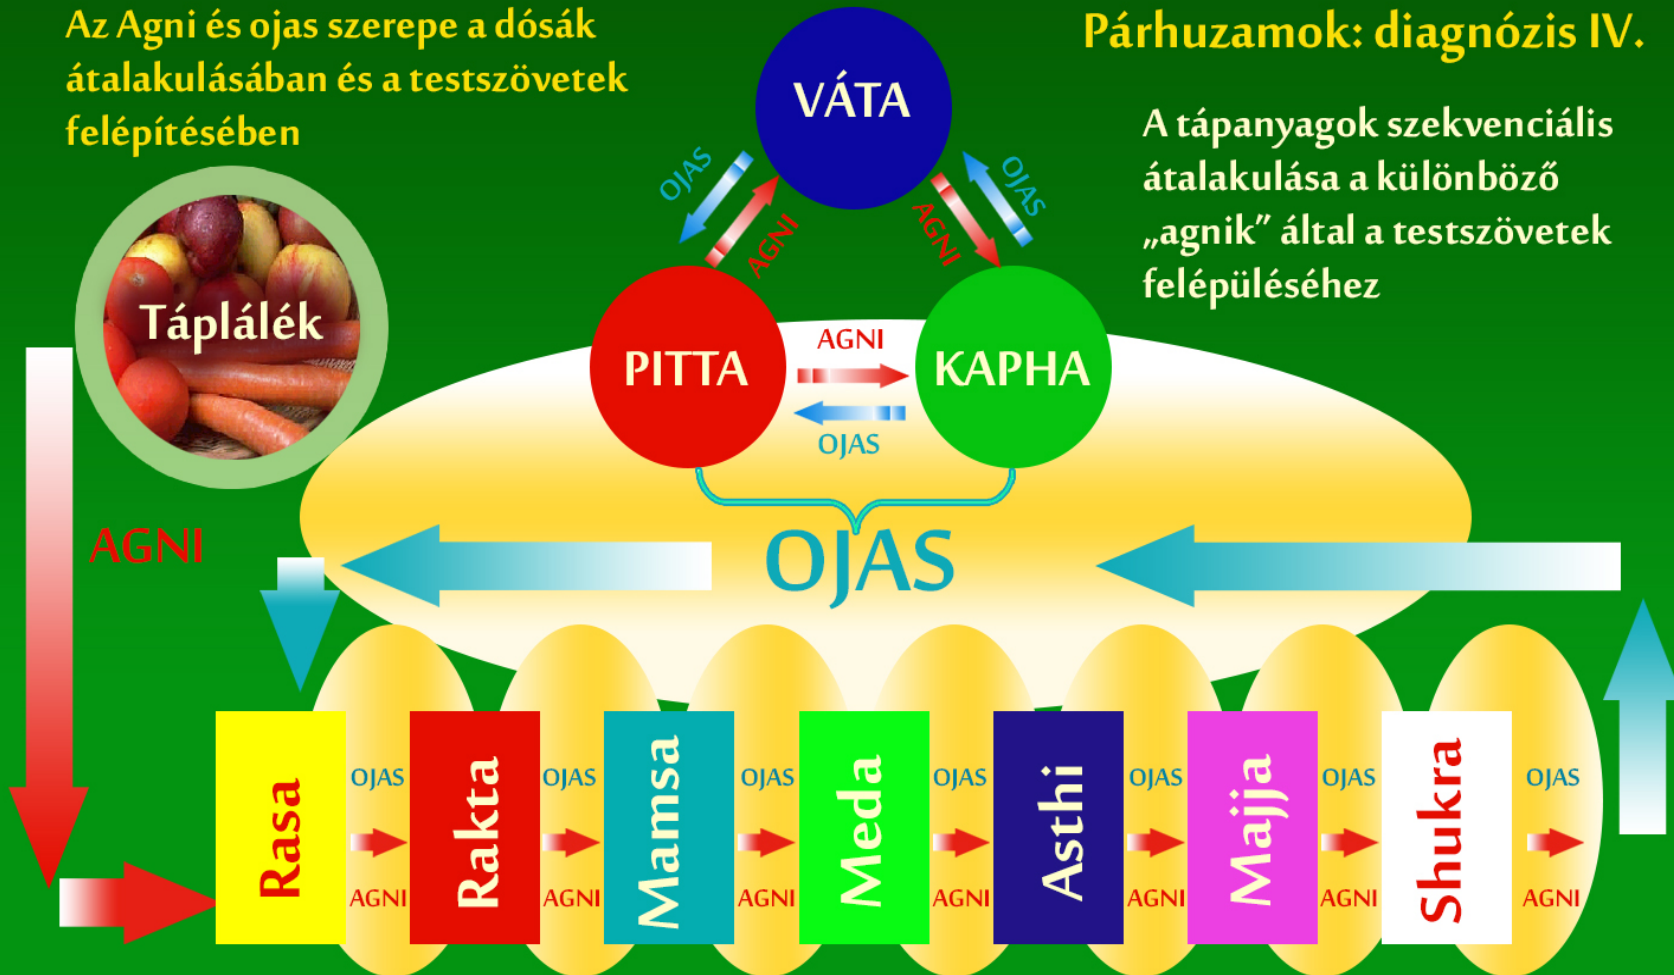 Az Agni és ojas szerepe a dósák
átalakulásában és a testszövetek
felépítésében
Párhuzamok: diagnózis IV.
A tápanyagok szekvenciális
átalakulása a különböző
„agnik” által a testszövetek
felépüléséhez
VÁTA
OJAS
AGNI
AGNI
OJAS
Táplálék
PITTA
AGNI
OJAS
KAPHA
AGNI
OJAS
Rasa
OJAS
AGNI
Rakta
OJAS
AGNI
Mamsa
OJAS
AGNI
Meda
OJAS
AGNI
Asthi
OJAS
AGNI
Majja
OJAS
AGNI
Shukra
OJAS
AGNI